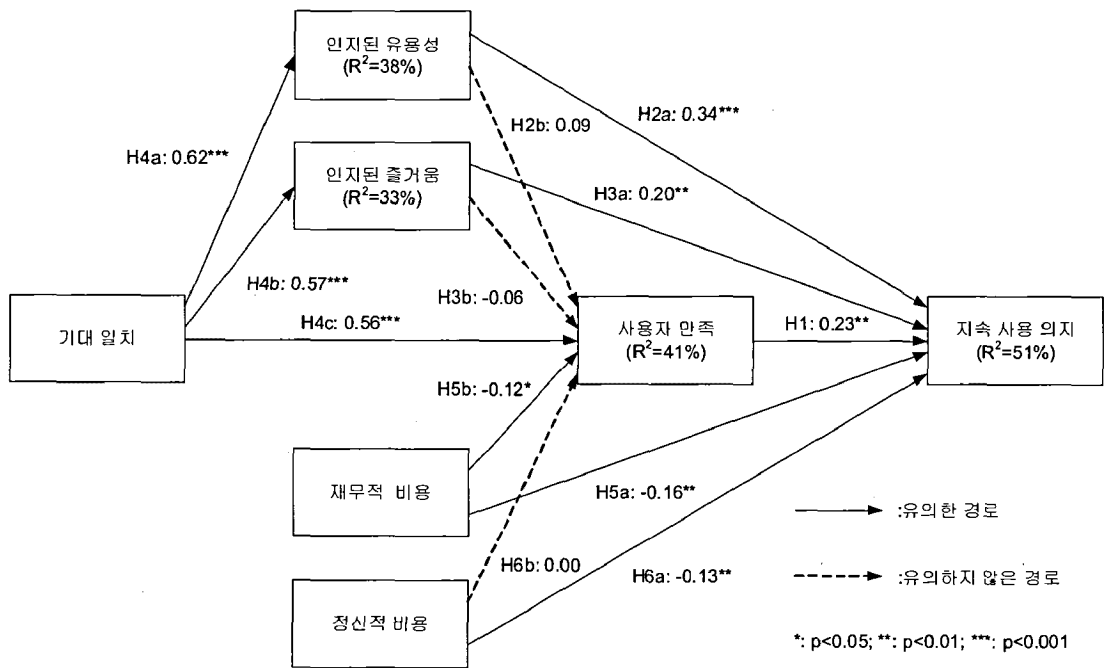 인지된 유용성
(R²=38%)
H2a: 0.34***
H2b: 0.09
H4a: 0.62***
인지된 즐거움
(R²=33%)
H3a: 0.20**
H4b: 0.57***
H3b: -0.06
기대 일치
H4c: 0.56***
사용자 만족
(R²=41%)
H1: 0.23**
지속 사용 의지
(R²=51%)
H5b: -0.12*
재무적 비용
H5a: -0.16**
:유의한 경로
H6b: 0.00
H6a: -0.13**
:유의하지 않은 경로
정신적 비용
*: p<0.05; **: p<0.01; ***: p<0.001